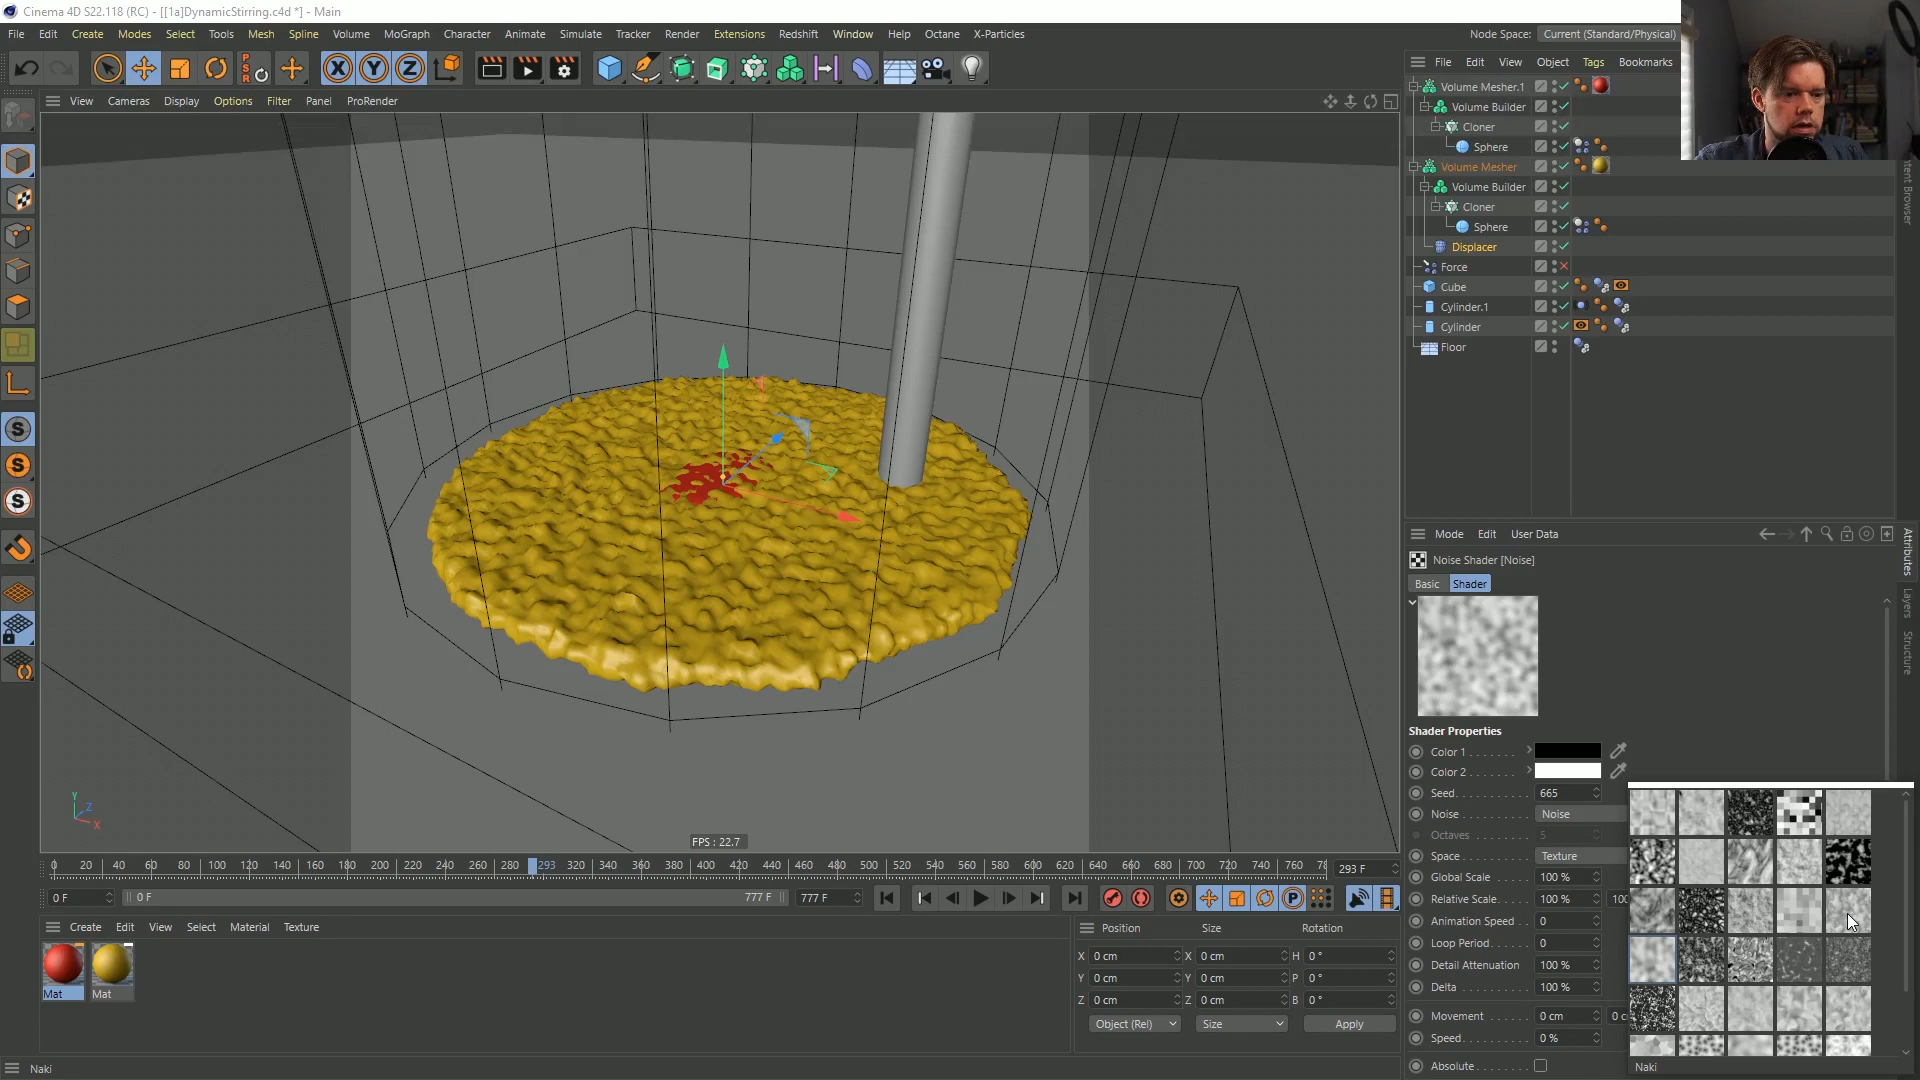 Cinema 4D S22.118 (RC) - [[1a]DynamicStirring.c4d *] - Main
File Edit Create Modes Select Tools Mesh Spline Volume MoGraph Character Animate Simulate Tracker Render Extensions Redshift Window Help Octane X-Particles
Node Space: Current (Standard/Physical)
PSR X Y Z
File Edit View Object Tags Bookmarks
View Cameras Display Options Filter Panel ProRender
Volume Mesher.1
Volume Builder
Cloner
Sphere
Volume Mesher
Volume Builder
Cloner
Sphere
Displacer
Force
Cube
Cylinder.1
Cylinder
Floor
S
S
S
Y
Z
X
FPS : 22.7
Mode Edit User Data
Attributes
Layers
Structure
Noise Shader [Noise]
Basic Shader
Shader Properties
Color 1
Color 2
Seed 665
Noise Noise
Octaves 5
Space Texture
Global Scale 100 %
Relative Scale 100 % 100
Animation Speed 0
Loop Period 0
Detail Attenuation 100 %
Delta 100 %
Movement 0 cm 0 c
Speed 0 %
Absolute
Naki
0 20 40 60 80 100 120 140 160 180 200 220 240 260 280 293 320 340 360 380 400 420 440 460 480 500 520 540 560 580 600 620 640 660 680 700 720 740 760 78
293 F
0 F 0 F 777 F 777 F
P
Create Edit View Select Material Texture
Mat Mat
Position Size Rotation
X 0 cm X 0 cm H 0 °
Y 0 cm Y 0 cm P 0 °
Z 0 cm Z 0 cm B 0 °
Object (Rel) Size Apply
Naki